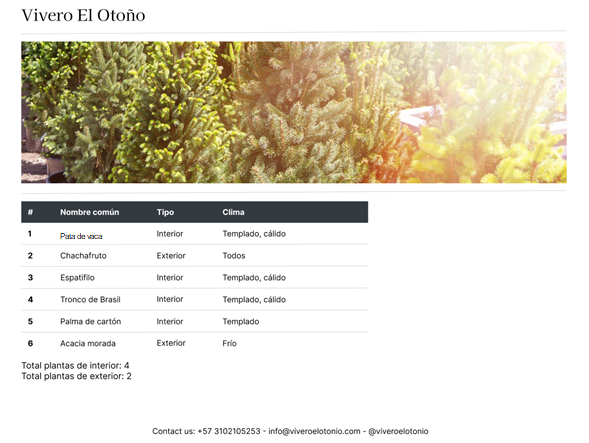 Vivero El Otoño
# Nombre común Tipo Clima
1 Pata de vaca Interior Templado, cálido
2 Chachafruto Exterior Todos
3 Espatifilo Interior Templado, cálido
4 Tronco de Brasil Interior Templado, cálido
5 Palma de cartón Interior Templado
6 Acacia morada Exterior Frío
Total plantas de interior: 4
Total plantas de exterior: 2
Contact us: +57 3102105253 - info@viveroelotonio.com - @viveroelotonio